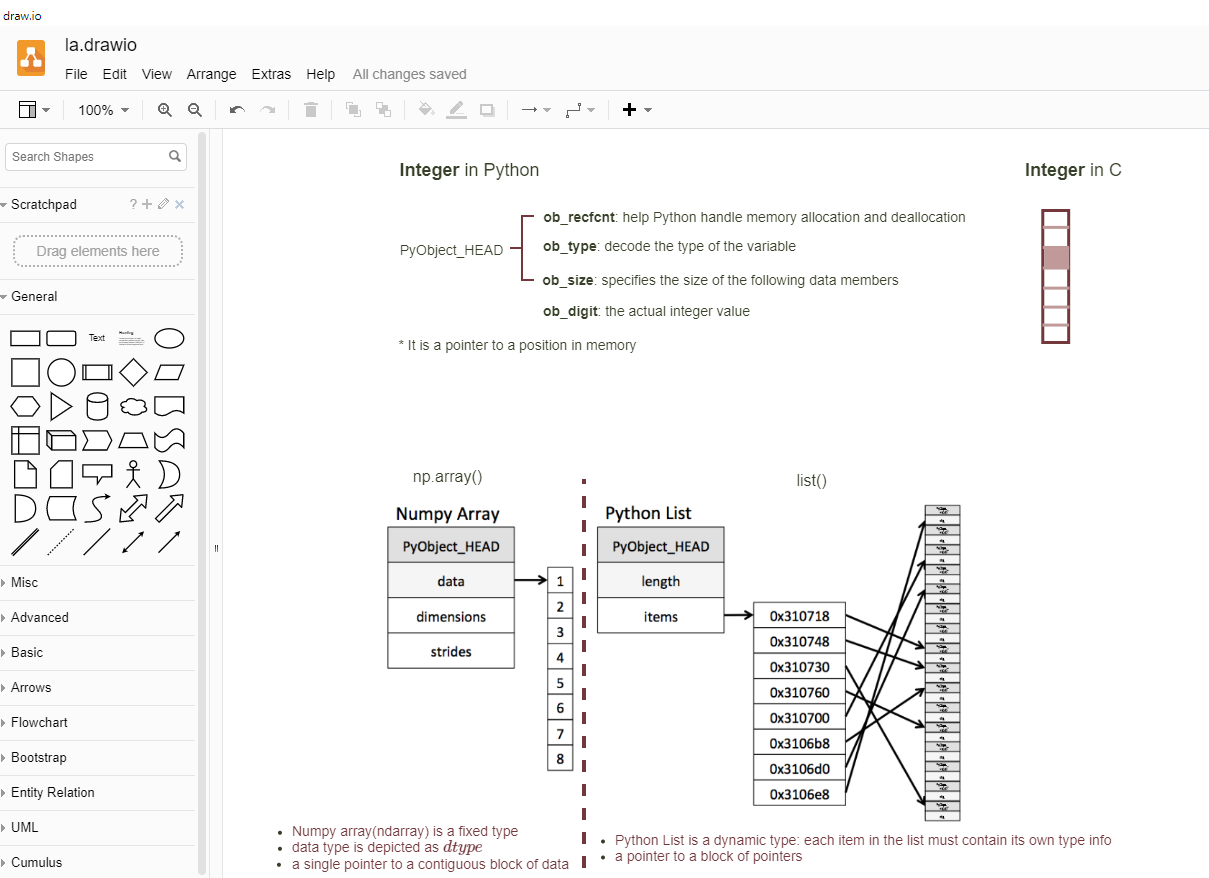 draw.io
la.drawio
File Edit View Arrange Extras Help All changes saved
100%
Search Shapes
Scratchpad
?
Drag elements here
General
Text
Heading
Misc
Advanced
Basic
Arrows
Flowchart
Bootstrap
Entity Relation
UML
Cumulus
Integer in Python
PyObject_HEAD
ob_recfcnt: help Python handle memory allocation and deallocation
ob_type: decode the type of the variable
ob_size: specifies the size of the following data members
ob_digit: the actual integer value
* It is a pointer to a position in memory
Integer in C
np.array()
Numpy Array
PyObject_HEAD
data
dimensions
strides
1
2
3
4
5
6
7
8
Numpy array(ndarray) is a fixed type
data type is depicted as dtype
a single pointer to a contiguous block of data
list()
Python List
PyObject_HEAD
length
items
0x310718
0x310748
0x310730
0x310760
0x310700
0x3106b8
0x3106d0
0x3106e8
Python List is a dynamic type: each item in the list must contain its own type info
a pointer to a block of pointers